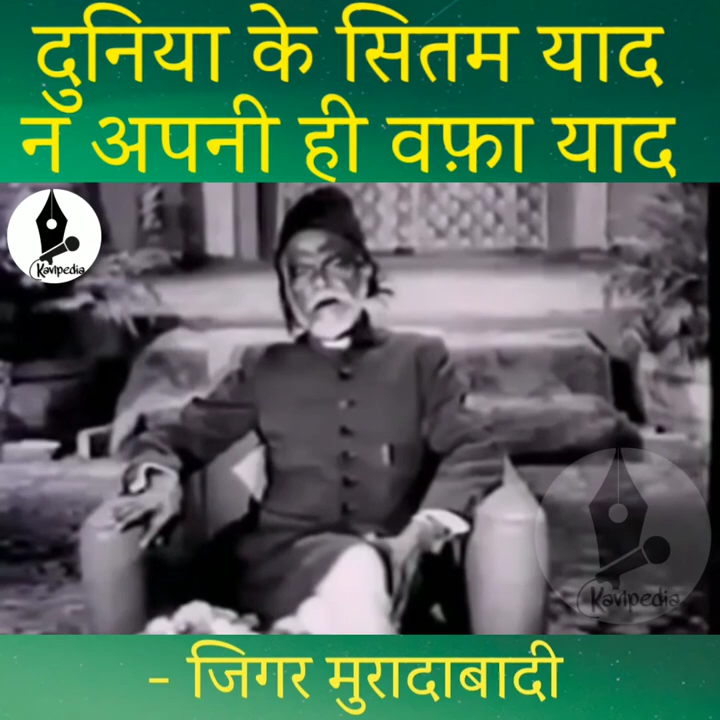 दुनिया के सितम याद
न अपनी ही वफ़ा याद
Kavipedia
Kavipedia
- जिगर मुरादाबादी